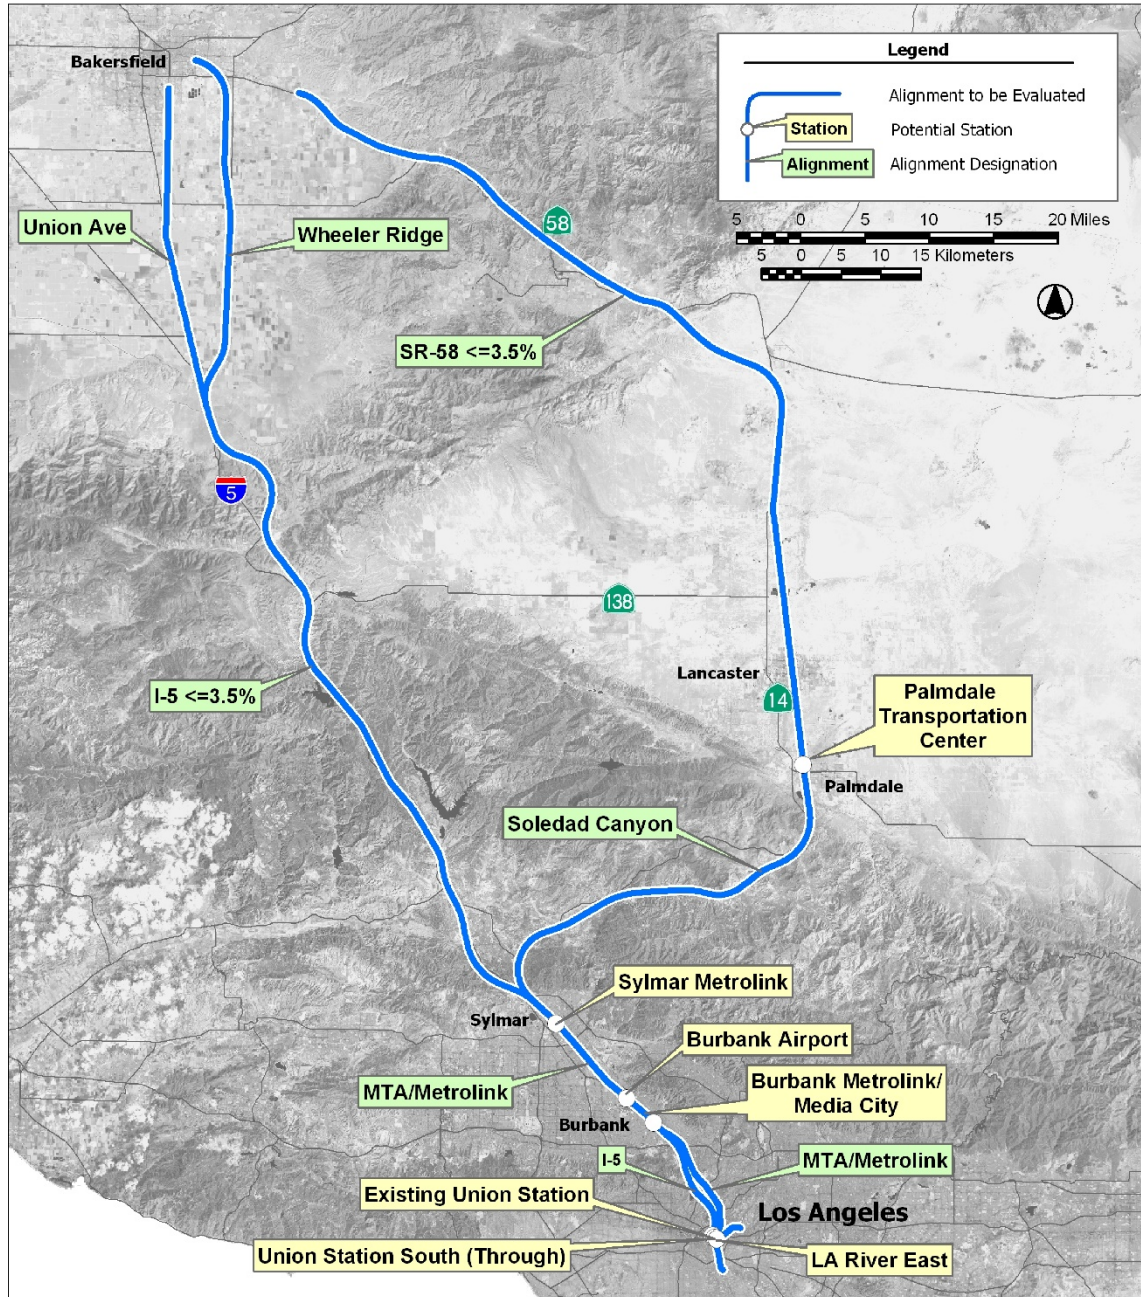 Bakersfield
Legend
Alignment to be Evaluated
Station
Potential Station
Alignment
Alignment Designation
5 0 5 10 15 20 Miles
5 0 5 10 15 Kilometers
58
Union Ave
Wheeler Ridge
SR-58 <=3.5%
5
138
Lancaster
14
I-5 <=3.5%
Palmdale
Transportation
Center
Palmdale
Soledad Canyon
Sylmar Metrolink
Sylmar
Burbank Airport
MTA/Metrolink
Burbank Metrolink/
Media City
Burbank
I-5
MTA/Metrolink
Existing Union Station
Los Angeles
Union Station South (Through)
LA River East